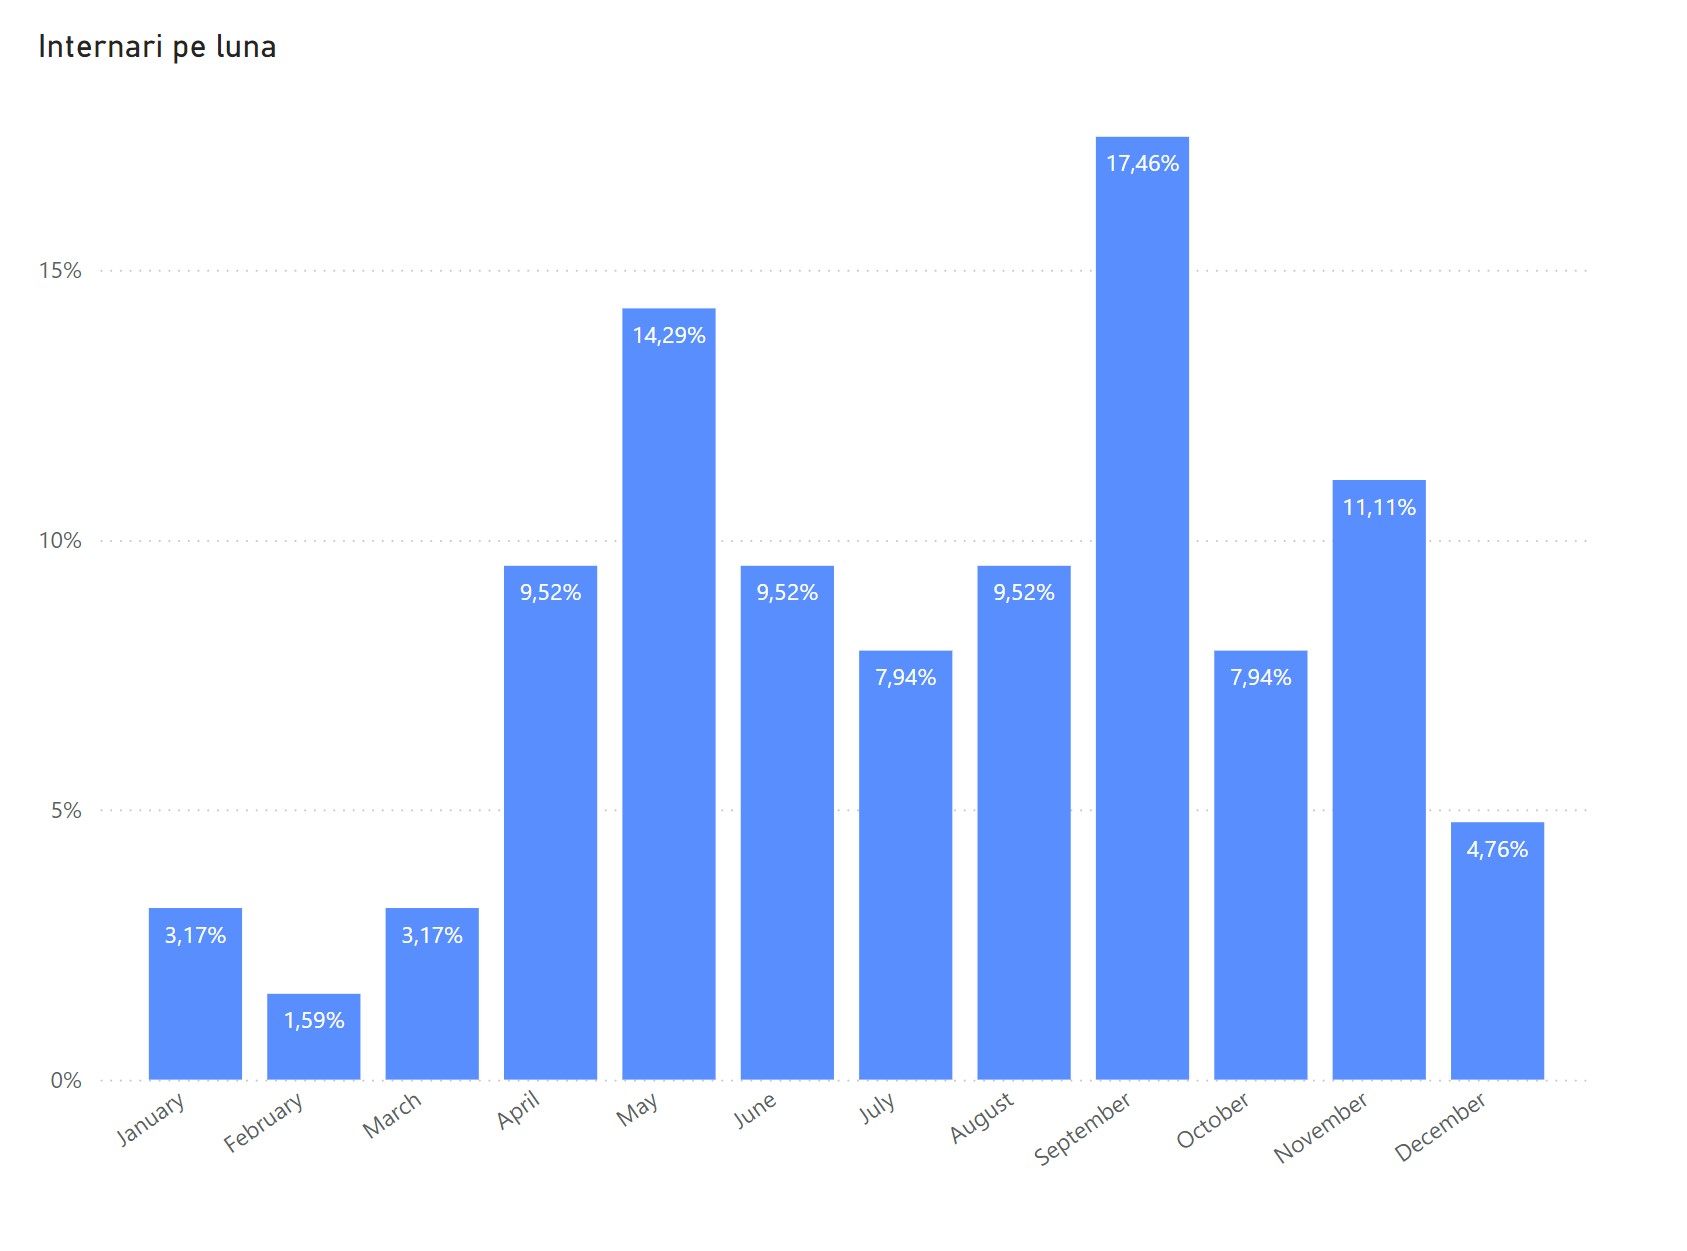 Internari pe luna
17,46%
15%
14,29%
11,11%
10%
9,52%
9,52%
9,52%
7,94%
7,94%
5%
4,76%
3,17%
3,17%
1,59%
0%
January
February
March
April
May
June
July
August
September
October
November
December